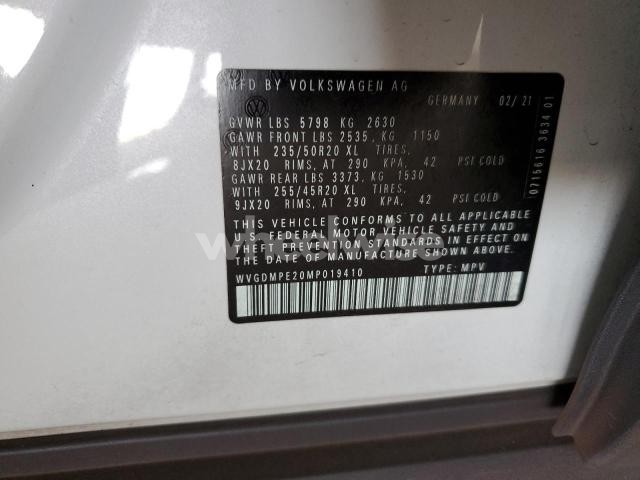 MFD BY VOLKSWAGEN AG
GERMANY 02/21
GVWR LBS 5798 KG 2630
GAWR FRONT LBS 2535, KG 1150
WITH 235/50R20 XL TIRES,
8JX20 RIMS, AT 290 KPA, 42 PSI COLD
GAWR REAR LBS 3373, KG 1530
WITH 255/45R20 XL TIRES,
9JX20 RIMS, AT 290 KPA, 42 PSI COLD
THIS VEHICLE CONFORMS TO ALL APPLICABLE
U.S. FEDERAL MOTOR VEHICLE SAFETY AND
THEFT PREVENTION STANDARDS IN EFFECT ON
THE DATE OF MANUFACTURE SHOWN ABOVE
WVGDMPE20MP019410 TYPE: MPV
0715616 3634 01